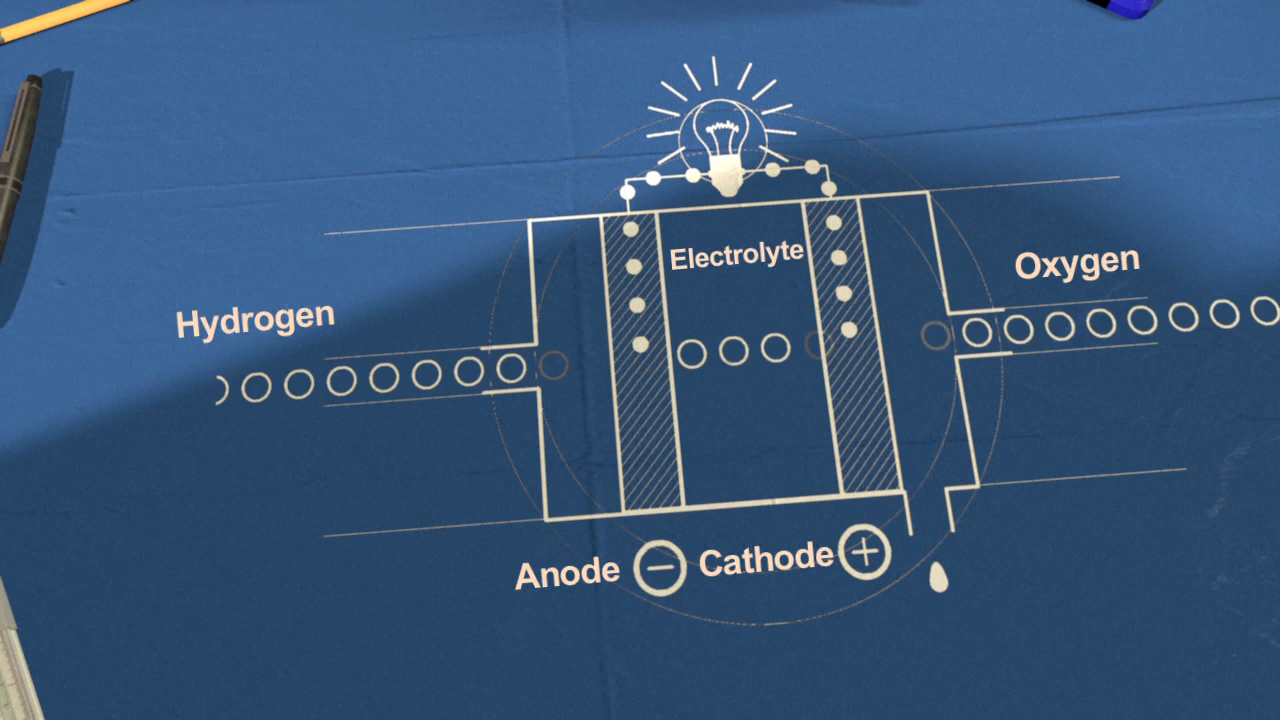 Electrolyte
Oxygen
Hydrogen
Anode −
Cathode +